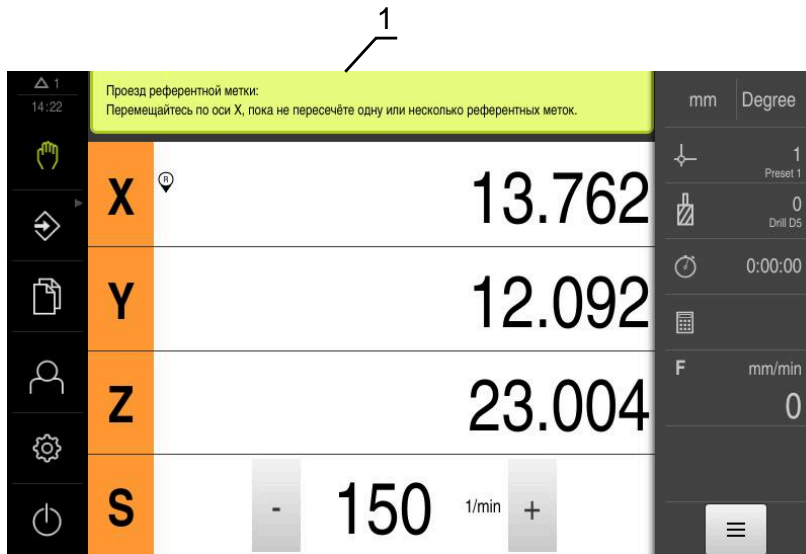 1
△ 1
14:22
Проезд референтной метки:
Перемещайтесь по оси X, пока не пересечёте одну или несколько референтных меток.
mm
Degree
X
R
13.762
1
Preset 1
0
Drill D5
Y
12.092
0:00:00
Z
23.004
F
mm/min
0
S
-
150
1/min
+